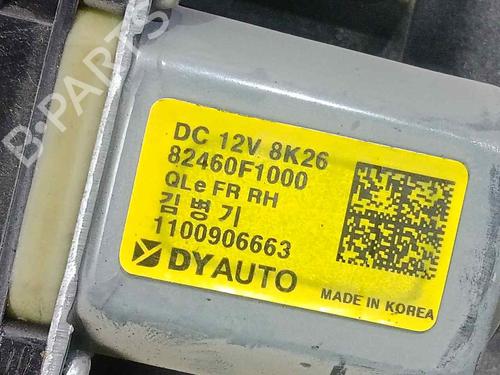 DC 12V 8K26
82460F1000
QLe FR RH
김병기
1100906663
DYAUTO
MADE IN KOREA
B-PARTS